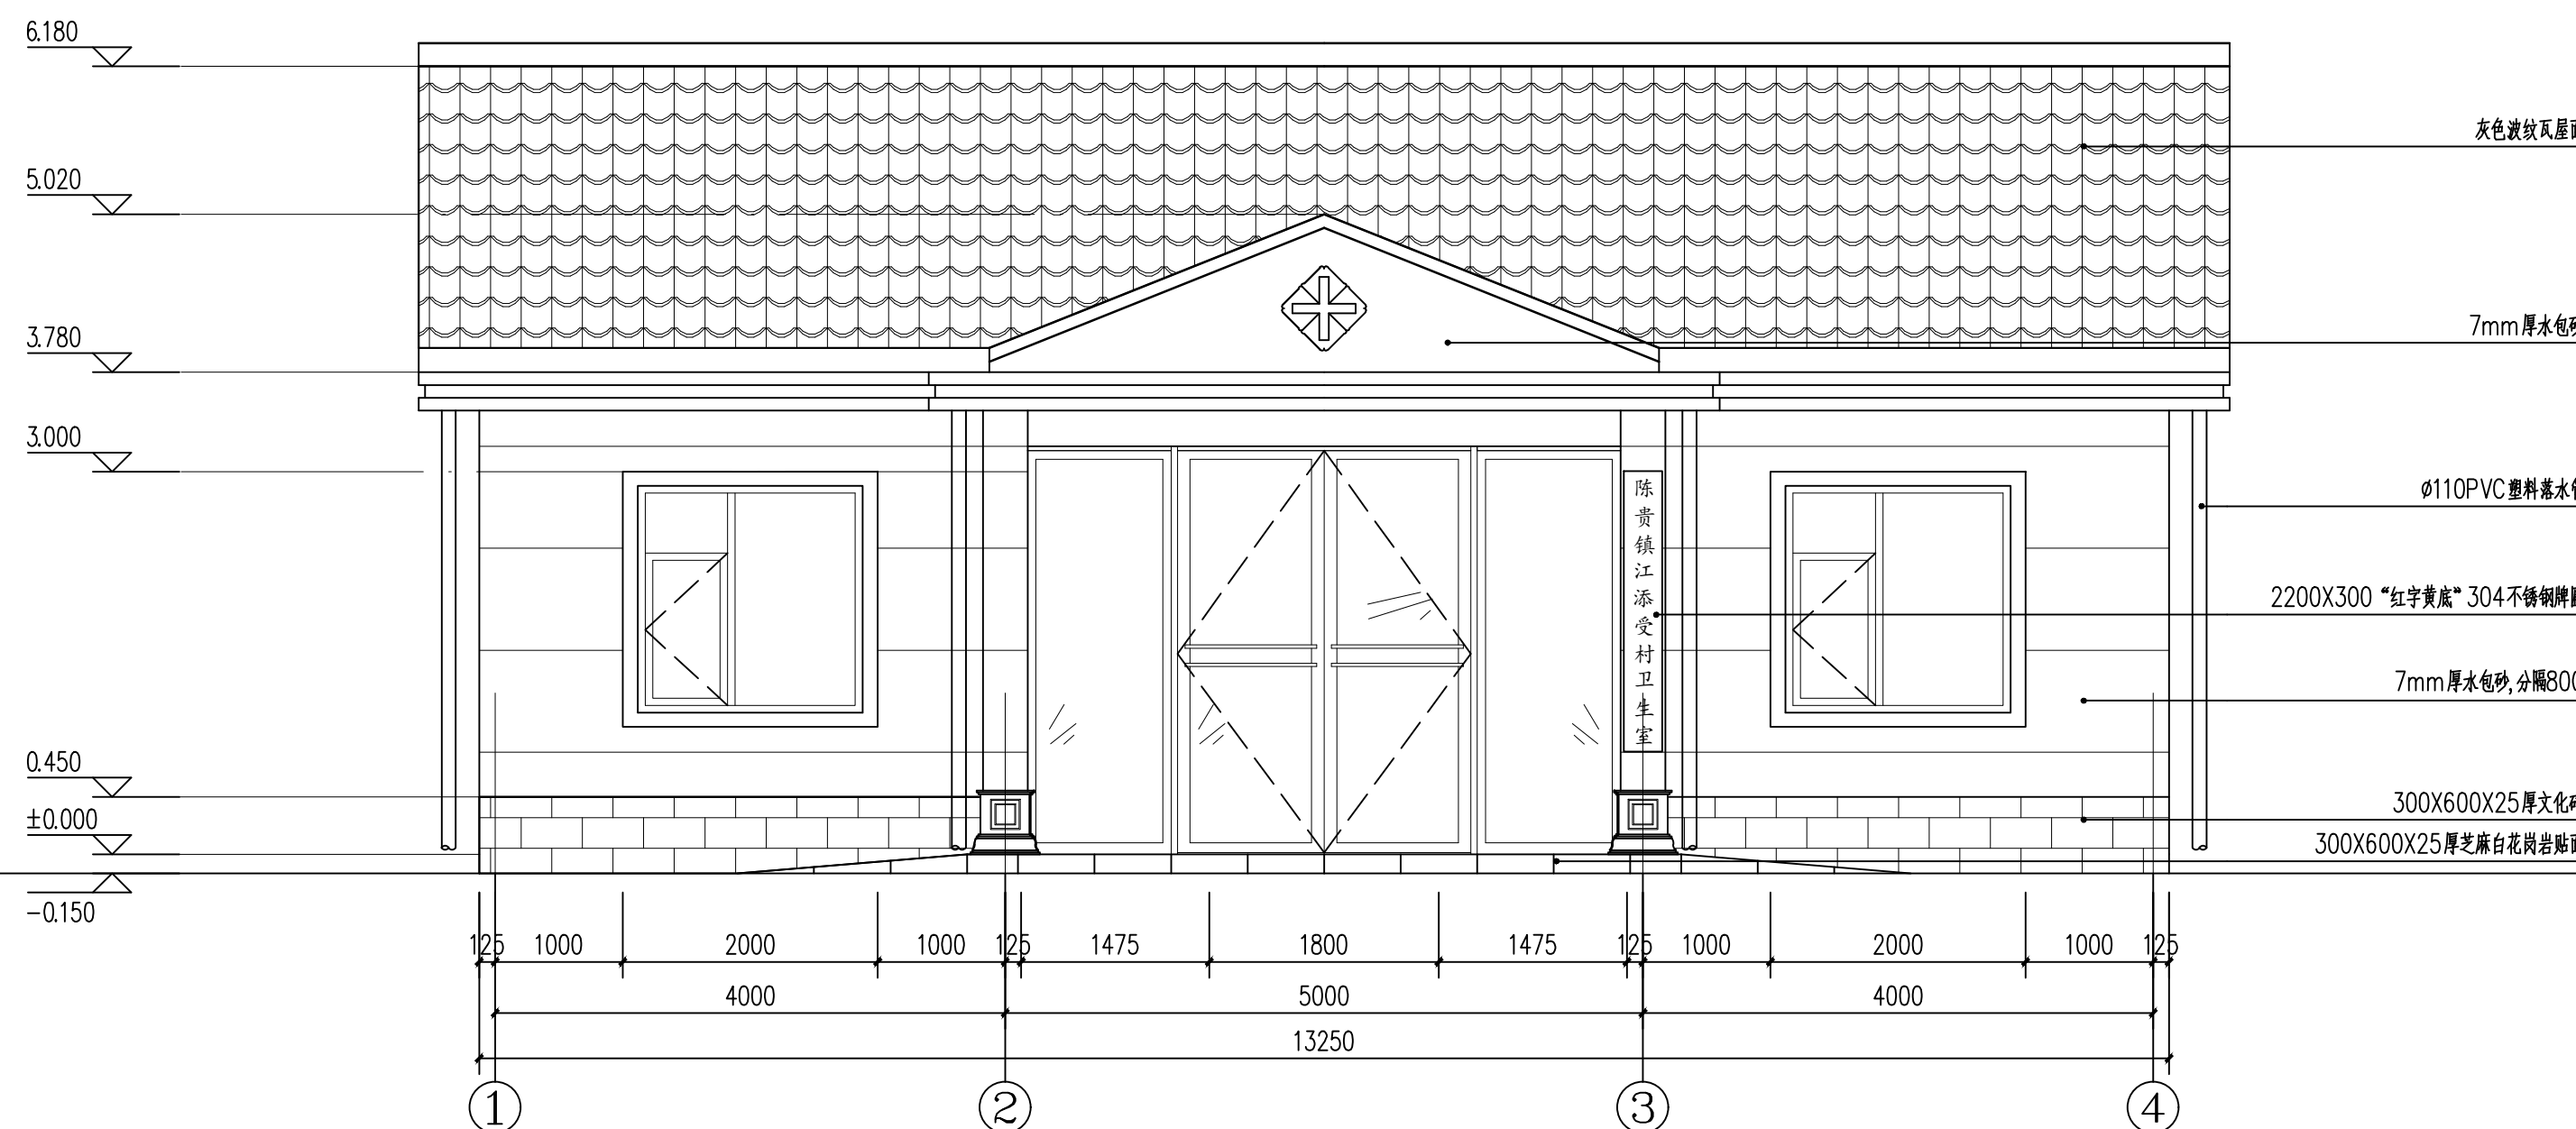 6.180
5.020
3.780
3.000
0.450
±0.000
-0.150
灰色波纹瓦屋面
7mm厚水包砂
ø110PVC塑料落水管
2200X300 “红字黄底” 304不锈钢牌匾
7mm厚水包砂,分隔800
300X600X25厚文化砖
300X600X25厚芝麻白花岗岩贴面
陈贵镇江添受村卫生室
125 1000 2000 1000 125 1475 1800 1475 125 1000 2000 1000 125
4000 5000 4000
13250
1 2 3 4